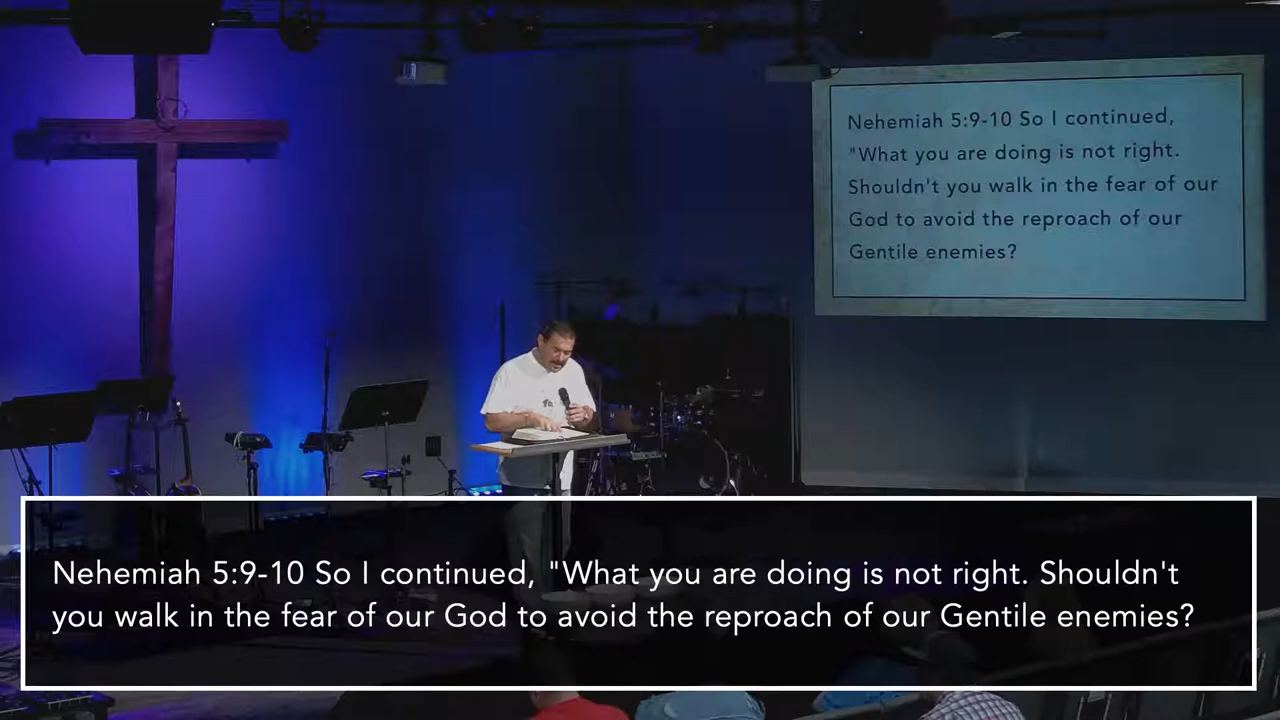 Nehemiah 5:9-10 So I continued,
"What you are doing is not right.
Shouldn't you walk in the fear of our
God to avoid the reproach of our
Gentile enemies?
Nehemiah 5:9-10 So I continued, "What you are doing is not right. Shouldn't
you walk in the fear of our God to avoid the reproach of our Gentile enemies?